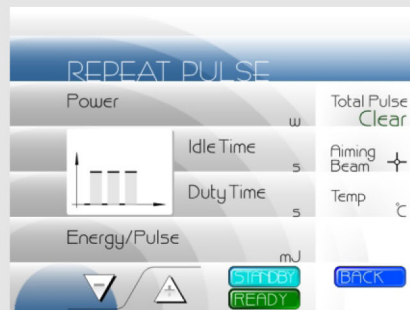 REPEAT PULSE
Power
W
Total Pulse
Clear
Idle Time
s
Aiming
Beam
Duty Time
s
Temp
°C
Energy/Pulse
mJ
STANDBY
READY
BACK